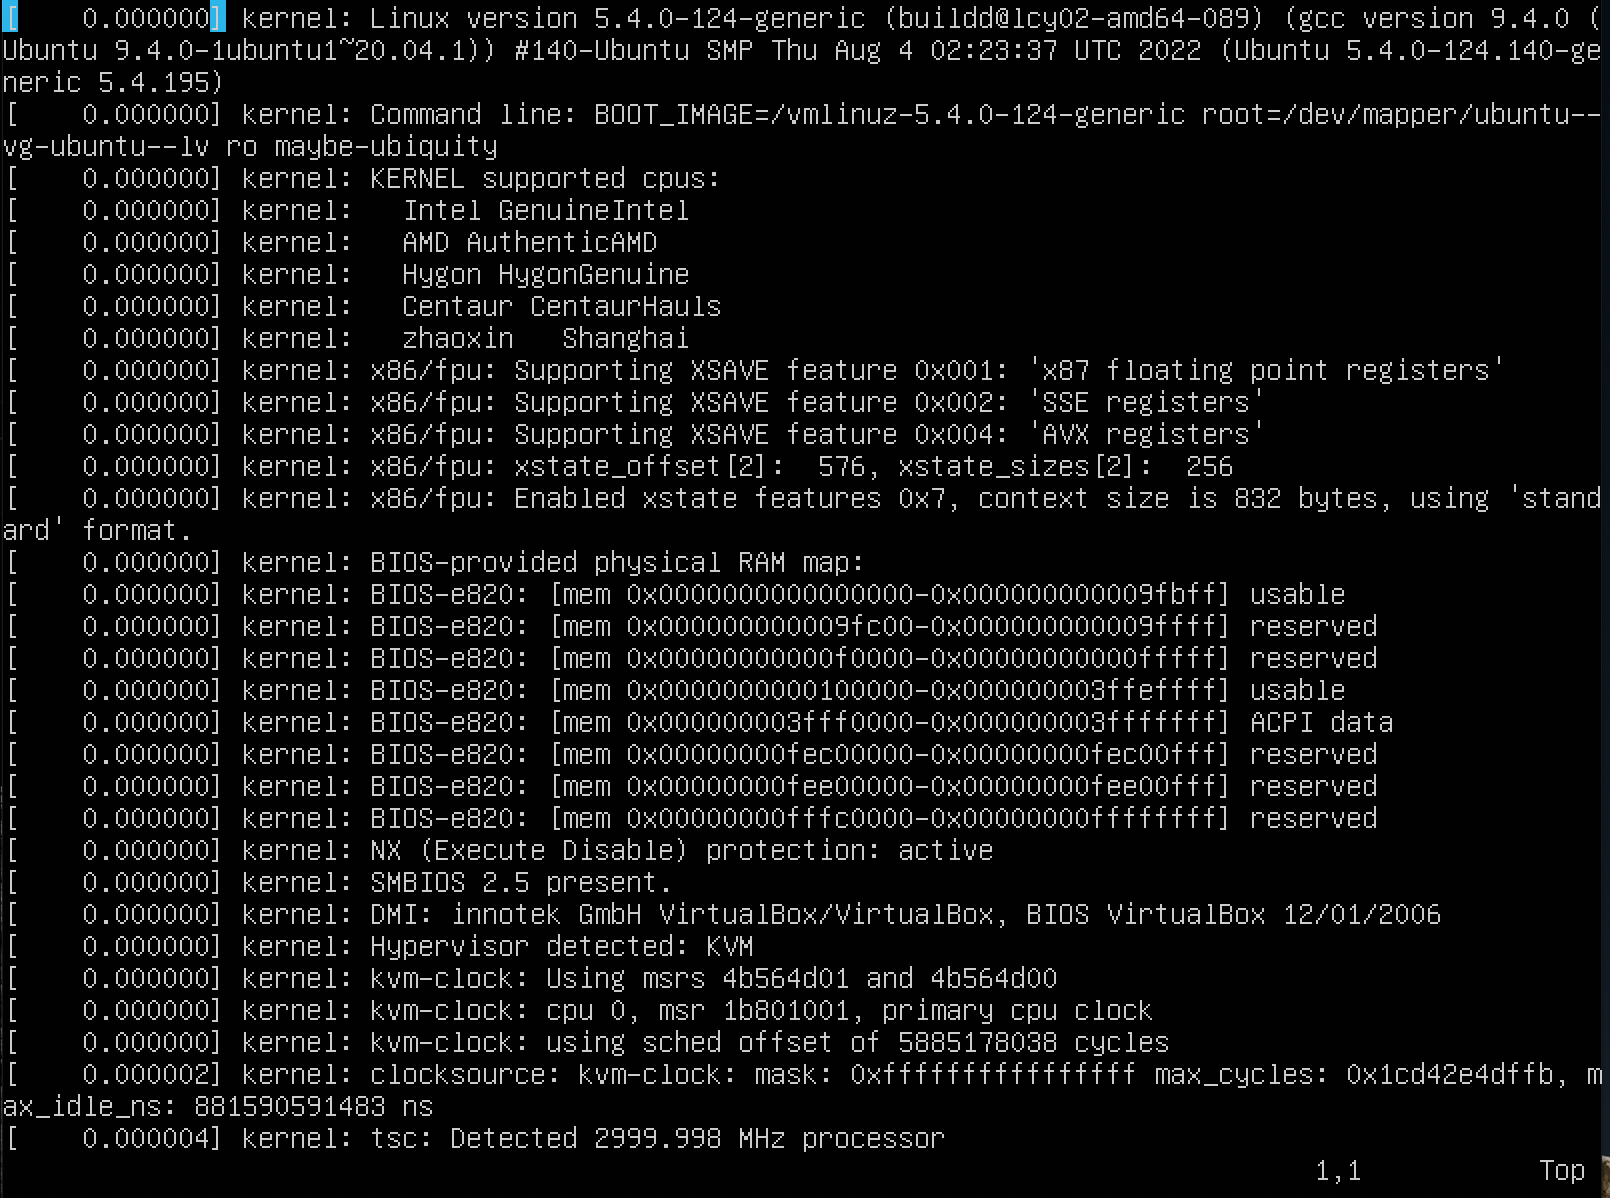 [    0.000000] kernel: Linux version 5.4.0-124-generic (buildd@lcy02-amd64-089) (gcc version 9.4.0 (
Ubuntu 9.4.0-1ubuntu1~20.04.1)) #140-Ubuntu SMP Thu Aug 4 02:23:37 UTC 2022 (Ubuntu 5.4.0-124.140-ge
neric 5.4.195)
[    0.000000] kernel: Command line: BOOT_IMAGE=/vmlinuz-5.4.0-124-generic root=/dev/mapper/ubuntu--
vg-ubuntu--lv ro maybe-ubiquity
[    0.000000] kernel: KERNEL supported cpus:
[    0.000000] kernel:   Intel GenuineIntel
[    0.000000] kernel:   AMD AuthenticAMD
[    0.000000] kernel:   Hygon HygonGenuine
[    0.000000] kernel:   Centaur CentaurHauls
[    0.000000] kernel:   zhaoxin   Shanghai
[    0.000000] kernel: x86/fpu: Supporting XSAVE feature 0x001: 'x87 floating point registers'
[    0.000000] kernel: x86/fpu: Supporting XSAVE feature 0x002: 'SSE registers'
[    0.000000] kernel: x86/fpu: Supporting XSAVE feature 0x004: 'AVX registers'
[    0.000000] kernel: x86/fpu: xstate_offset[2]:  576, xstate_sizes[2]:  256
[    0.000000] kernel: x86/fpu: Enabled xstate features 0x7, context size is 832 bytes, using 'stand
ard' format.
[    0.000000] kernel: BIOS-provided physical RAM map:
[    0.000000] kernel: BIOS-e820: [mem 0x0000000000000000-0x000000000009fbff] usable
[    0.000000] kernel: BIOS-e820: [mem 0x000000000009fc00-0x000000000009ffff] reserved
[    0.000000] kernel: BIOS-e820: [mem 0x00000000000f0000-0x00000000000fffff] reserved
[    0.000000] kernel: BIOS-e820: [mem 0x0000000000100000-0x000000003ffeffff] usable
[    0.000000] kernel: BIOS-e820: [mem 0x000000003fff0000-0x000000003fffffff] ACPI data
[    0.000000] kernel: BIOS-e820: [mem 0x00000000fec00000-0x00000000fec00fff] reserved
[    0.000000] kernel: BIOS-e820: [mem 0x00000000fee00000-0x00000000fee00fff] reserved
[    0.000000] kernel: BIOS-e820: [mem 0x00000000fffc0000-0x00000000ffffffff] reserved
[    0.000000] kernel: NX (Execute Disable) protection: active
[    0.000000] kernel: SMBIOS 2.5 present.
[    0.000000] kernel: DMI: innotek GmbH VirtualBox/VirtualBox, BIOS VirtualBox 12/01/2006
[    0.000000] kernel: Hypervisor detected: KVM
[    0.000000] kernel: kvm-clock: Using msrs 4b564d01 and 4b564d00
[    0.000000] kernel: kvm-clock: cpu 0, msr 1b801001, primary cpu clock
[    0.000000] kernel: kvm-clock: using sched offset of 5885178038 cycles
[    0.000002] kernel: clocksource: kvm-clock: mask: 0xffffffffffffffff max_cycles: 0x1cd42e4dffb, m
ax_idle_ns: 881590591483 ns
[    0.000004] kernel: tsc: Detected 2999.998 MHz processor
1,1 Top